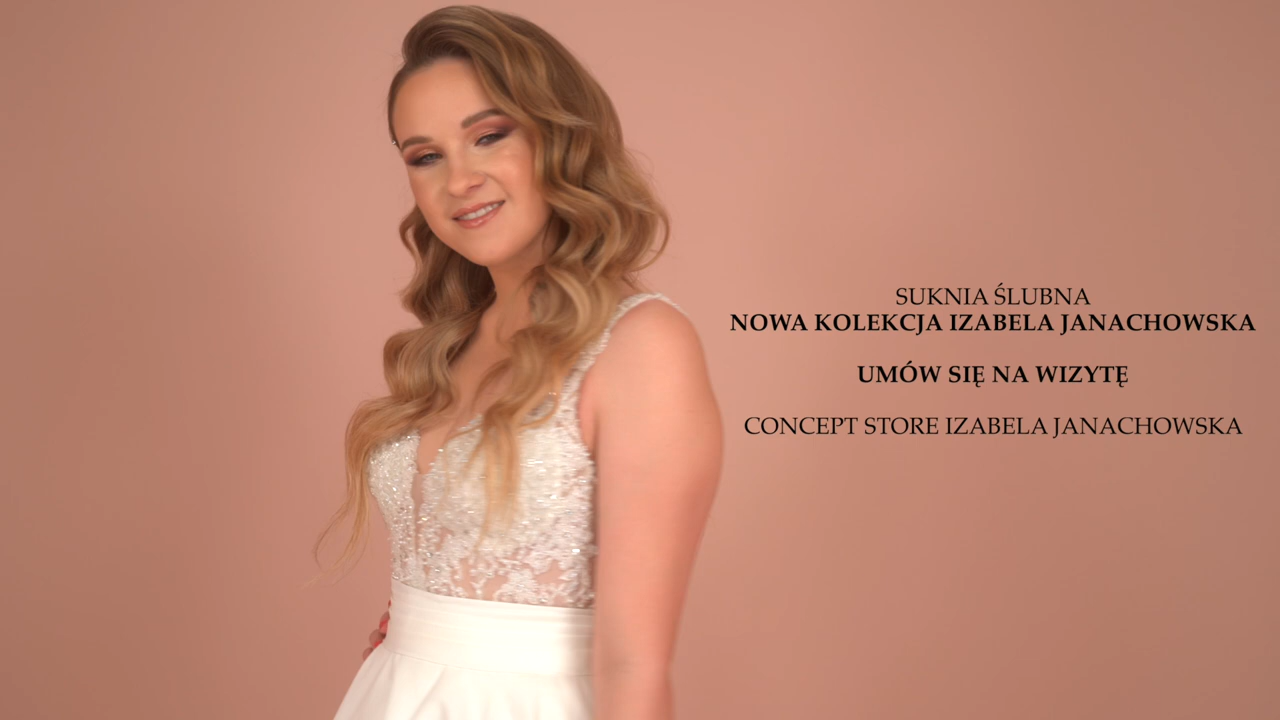 SUKNIA ŚLUBNA
NOWA KOLEKCJA IZABELA JANACHOWSKA
UMÓW SIĘ NA WIZYTĘ
CONCEPT STORE IZABELA JANACHOWSKA